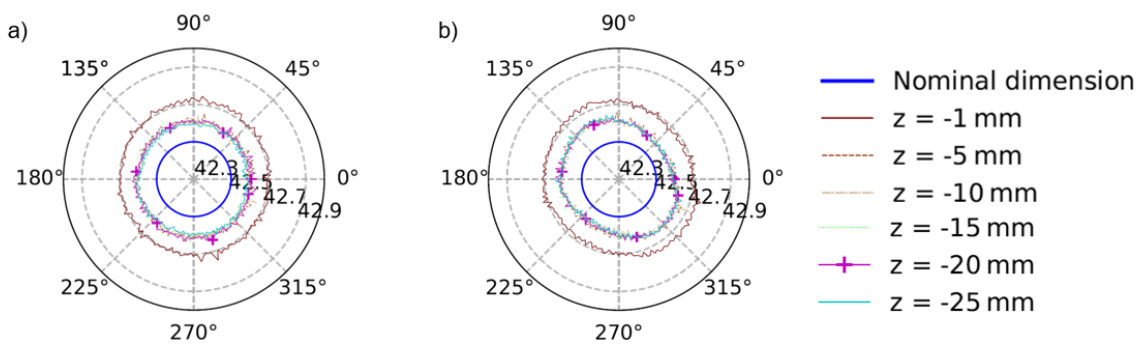 a)
90°
135°
45°
180°
0°
42.3
42.5
42.7
42.9
225°
315°
270°
b)
90°
135°
45°
180°
0°
42.3
42.5
42.7
42.9
225°
315°
270°
Nominal dimension
z = -1 mm
z = -5 mm
z = -10 mm
z = -15 mm
z = -20 mm
z = -25 mm